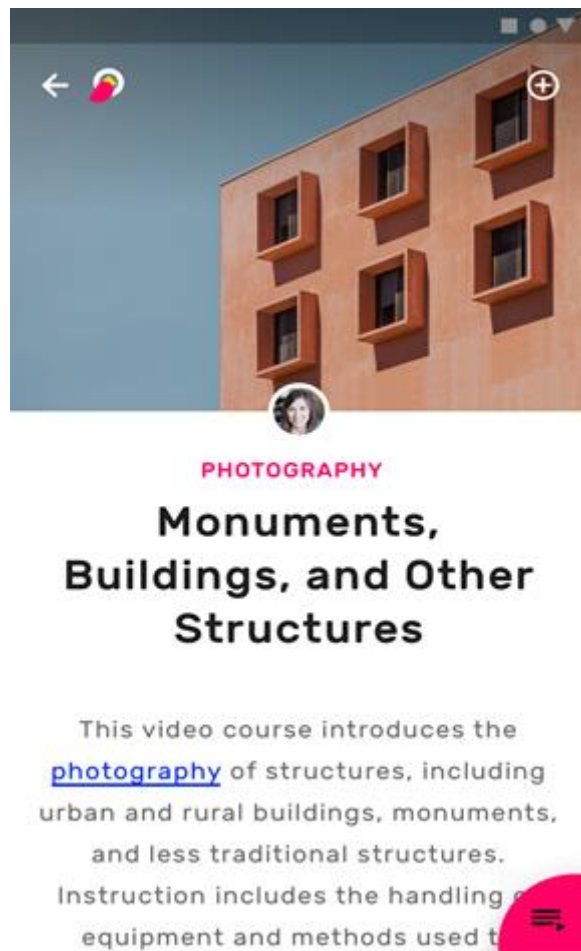 PHOTOGRAPHY
Monuments,
Buildings, and Other
Structures
This video course introduces the
photography of structures, including
urban and rural buildings, monuments,
and less traditional structures.
Instruction includes the handling
equipment and methods used